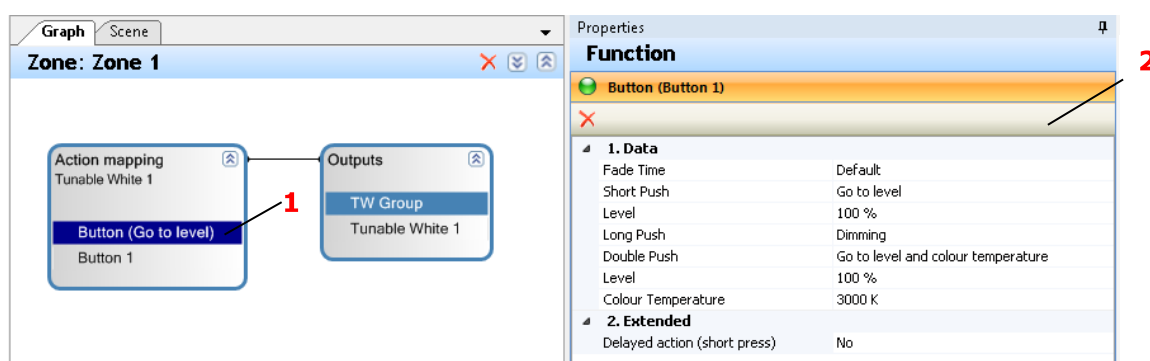 Graph Scene
Zone: Zone 1
Action mapping
Tunable White 1
Button (Go to level)
Button 1
1
Outputs
TW Group
Tunable White 1
Properties
Function
Button (Button 1)
2
1. Data
Fade Time Default
Short Push Go to level
Level 100 %
Long Push Dimming
Double Push Go to level and colour temperature
Level 100 %
Colour Temperature 3000 K
2. Extended
Delayed action (short press) No